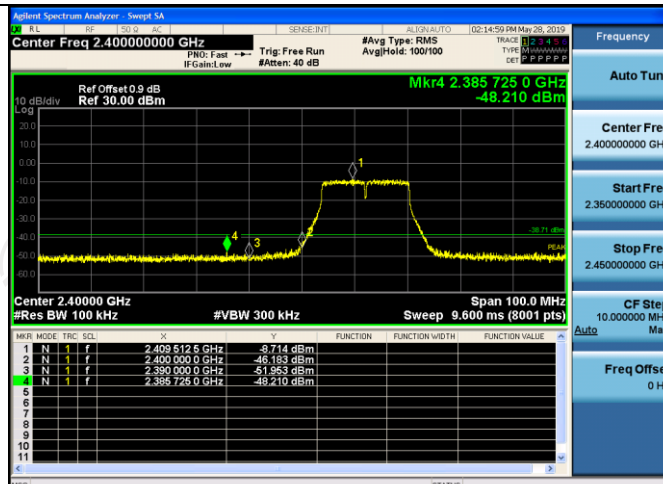 Agilent Spectrum Analyzer - Swept SA
RL RF 50 Ω AC SENSE:INT ALIGNAUTO 02:14:59 PM May 28, 2019
Center Freq 2.400000000 GHz
PNO: Fast
IFGain:Low
Trig: Free Run
#Atten: 40 dB
#Avg Type: RMS
Avg|Hold: 100/100
TRACE 1 2 3 4 5 6
TYPE M
DET P P P P P P
Mkr4 2.385 725 0 GHz
-48.210 dBm
Ref Offset 0.9 dB
10 dB/div Ref 30.00 dBm
Log
20.0
10.0
0.00
-10.0
-20.0
-30.0
-40.0
-50.0
-60.0
1
2
3
4
-38.71 dBm
PEAK
Center 2.40000 GHz Span 100.0 MHz
#Res BW 100 kHz #VBW 300 kHz Sweep 9.600 ms (8001 pts)
MKR MODE TRC SCL X Y FUNCTION FUNCTION WIDTH FUNCTION VALUE
1 N 1 f 2.409 512 5 GHz -8.714 dBm
2 N 1 f 2.400 000 0 GHz -46.183 dBm
3 N 1 f 2.390 000 0 GHz -51.953 dBm
4 N 1 f 2.385 725 0 GHz -48.210 dBm
5
6
7
8
9
10
11
Frequency
Auto Tun
Center Fre
2.400000000 GH
Start Fre
2.350000000 GH
Stop Fre
2.450000000 GH
CF Ste
10.000000 MH
Auto Ma
Freq Offse
0 H